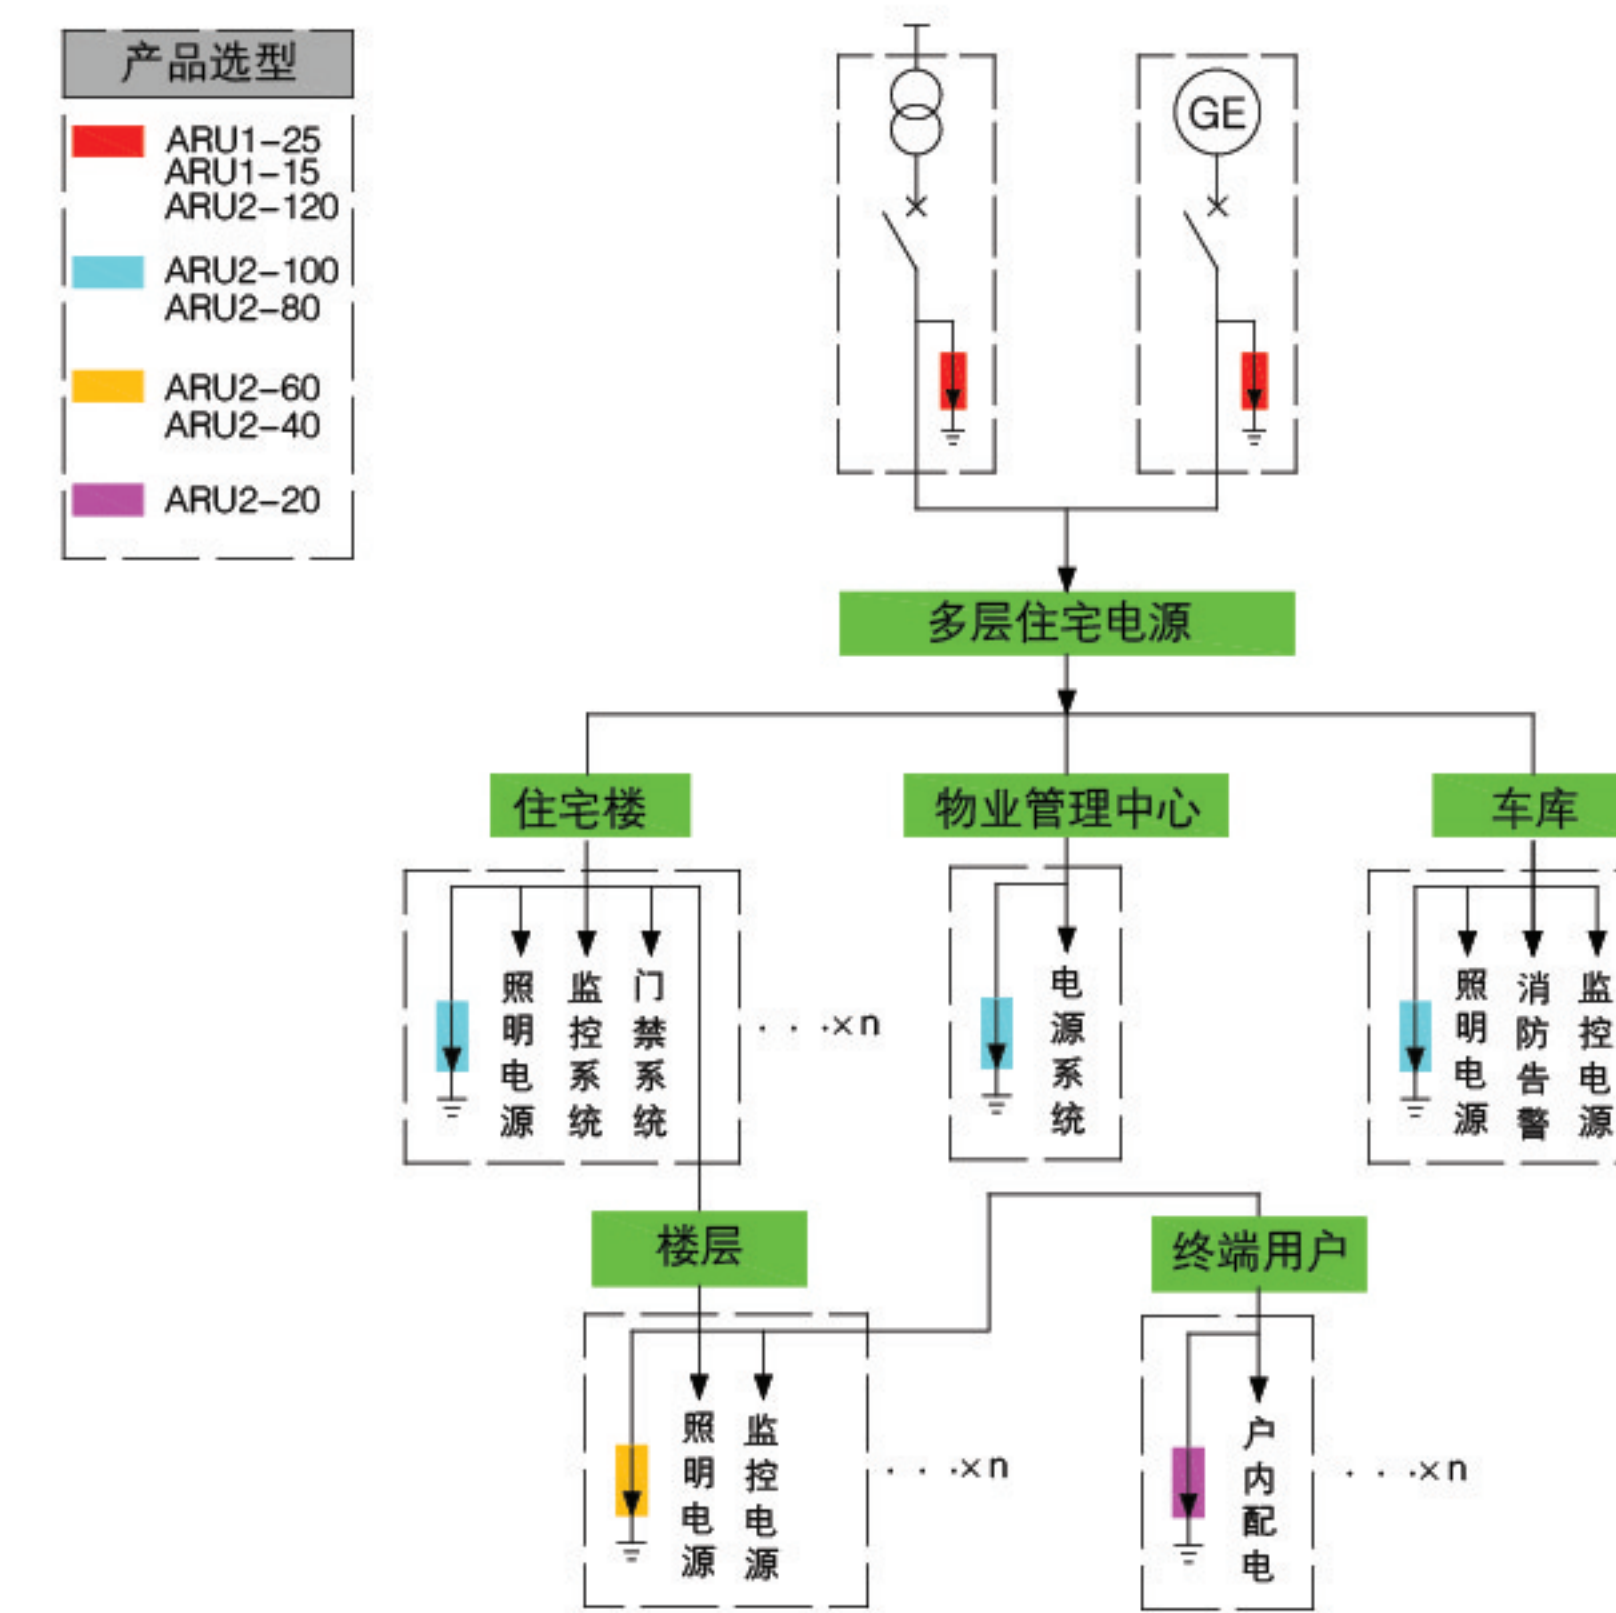 产品选型
ARU1-25
ARU1-15
ARU2-120
ARU2-100
ARU2-80
ARU2-60
ARU2-40
ARU2-20
GE
多层住宅电源
住宅楼
物业管理中心
车库
照明电源
监控系统
门禁系统
···×n
电源系统
照明电源
消防告警
监控电源
楼层
终端用户
照明电源
监控电源
···×n
户内配电
···×n